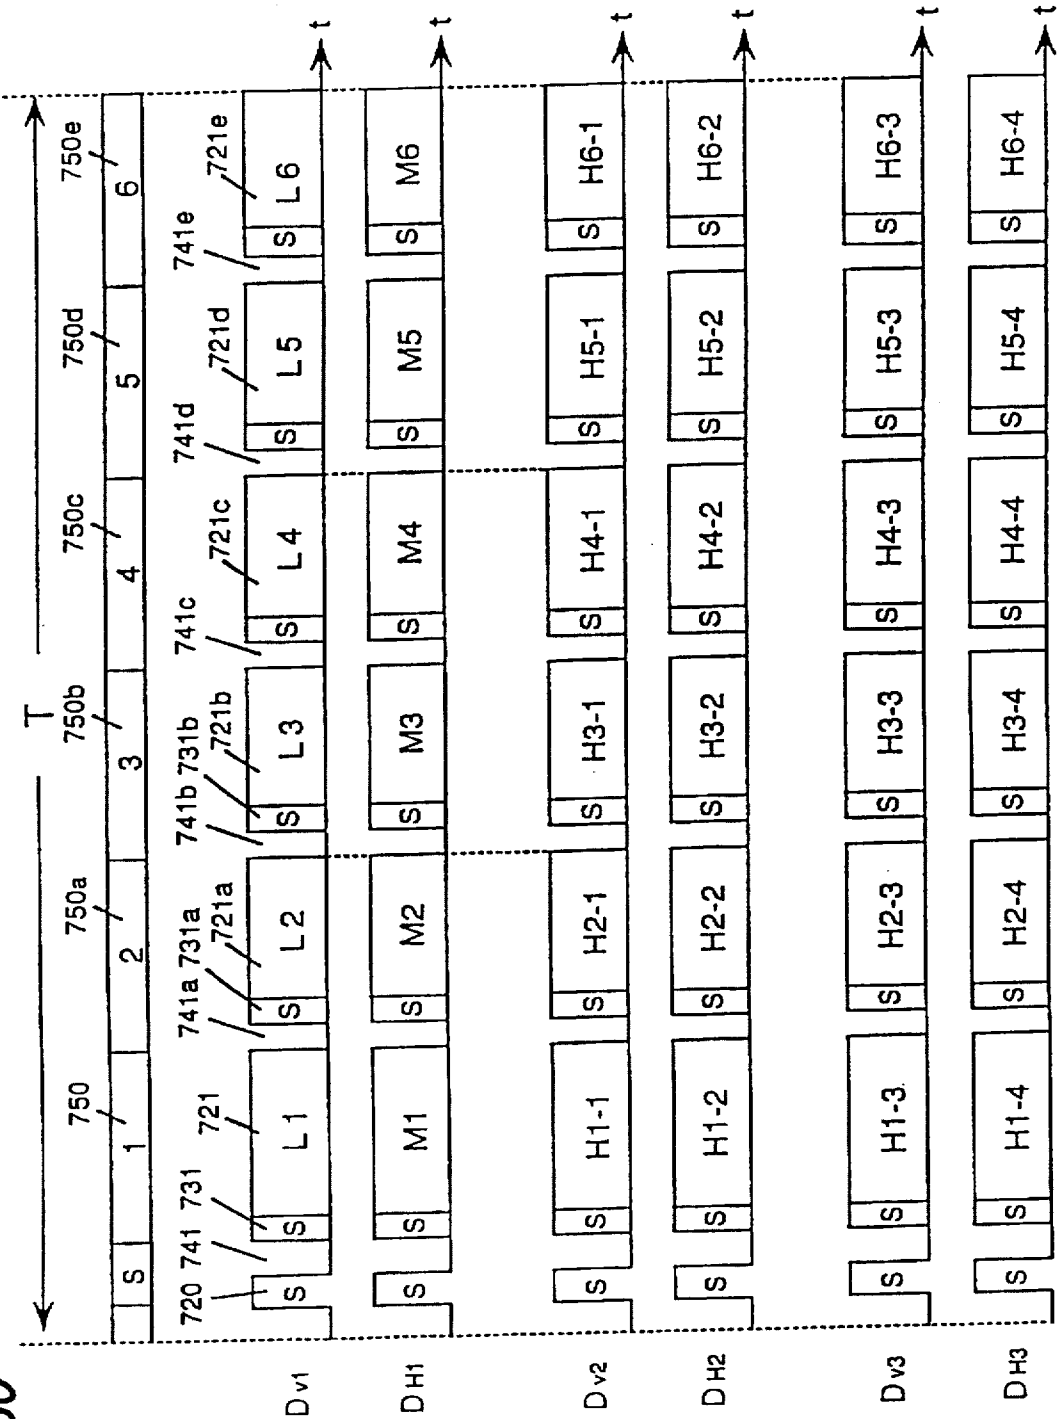 T
750 750a 750b 750c 750d 750e
S 1 2 3 4 5 6
720 741 731 721 741a 731a 721a 741b 731b 721b 741c 721c 741d 721d 741e 721e
Dv1 S S L1 S L2 S L3 S L4 S L5 S L6 t
DH1 S S M1 S M2 S M3 S M4 S M5 S M6 t
Dv2 S S H1-1 S H2-1 S H3-1 S H4-1 S H5-1 S H6-1 t
DH2 S S H1-2 S H2-2 S H3-2 S H4-2 S H5-2 S H6-2 t
Dv3 S S H1-3 S H2-3 S H3-3 S H4-3 S H5-3 S H6-3 t
DH3 S S H1-4 S H2-4 S H3-4 S H4-4 S H5-4 S H6-4 t